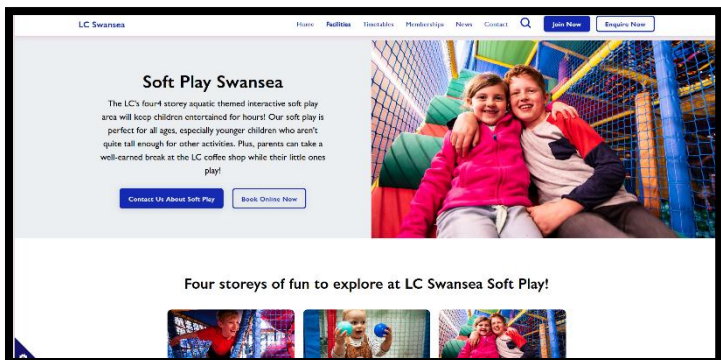 LC Swansea
Home Facilities Timetables Memberships News Contact Join Now Enquire Now
Soft Play Swansea
The LC's four4 storey aquatic themed interactive soft play
area will keep children entertained for hours! Our soft play is
perfect for all ages, especially younger children who aren't
quite tall enough for other activities. Plus, parents can take a
well-earned break at the LC coffee shop while their little ones
play!
Contact Us About Soft Play Book Online Now
Four storeys of fun to explore at LC Swansea Soft Play!